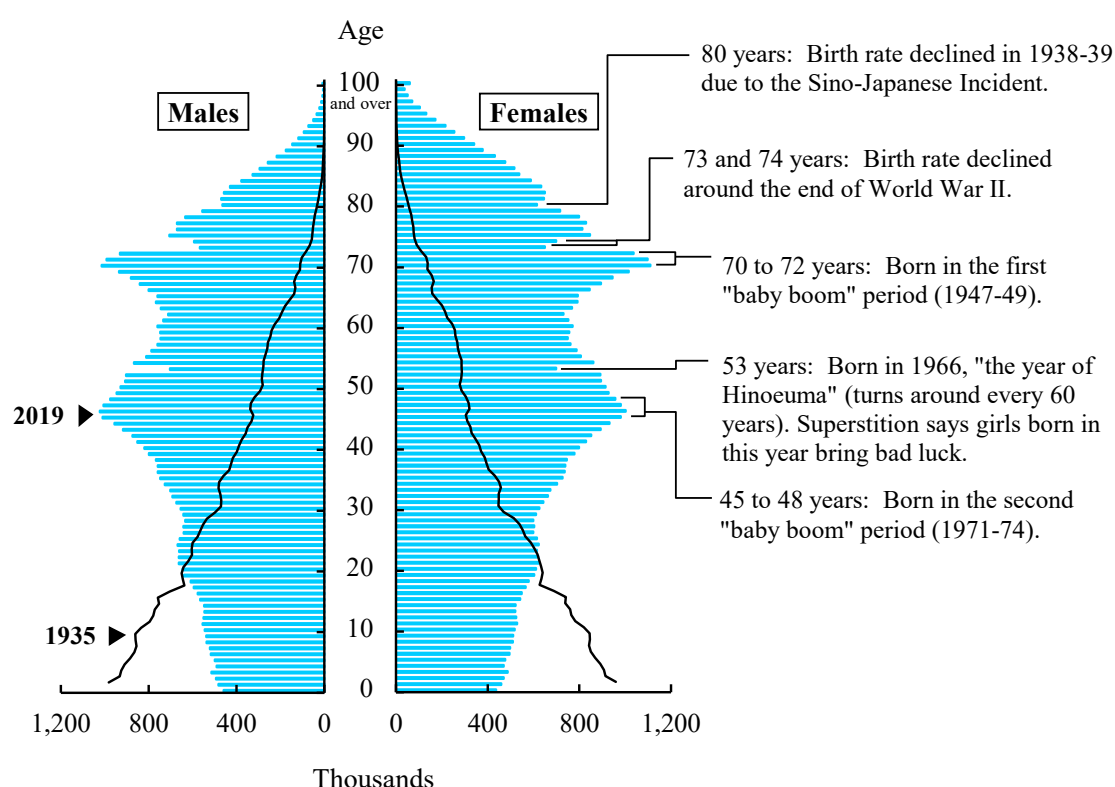 Age
Males
Females
100
and over
90
80
70
60
50
40
30
20
10
0
2019
1935
1,200 800 400 0
0 400 800 1,200
Thousands
80 years: Birth rate declined in 1938-39
due to the Sino-Japanese Incident.
73 and 74 years: Birth rate declined
around the end of World War II.
70 to 72 years: Born in the first
"baby boom" period (1947-49).
53 years: Born in 1966, "the year of
Hinoeuma" (turns around every 60
years). Superstition says girls born in
this year bring bad luck.
45 to 48 years: Born in the second
"baby boom" period (1971-74).